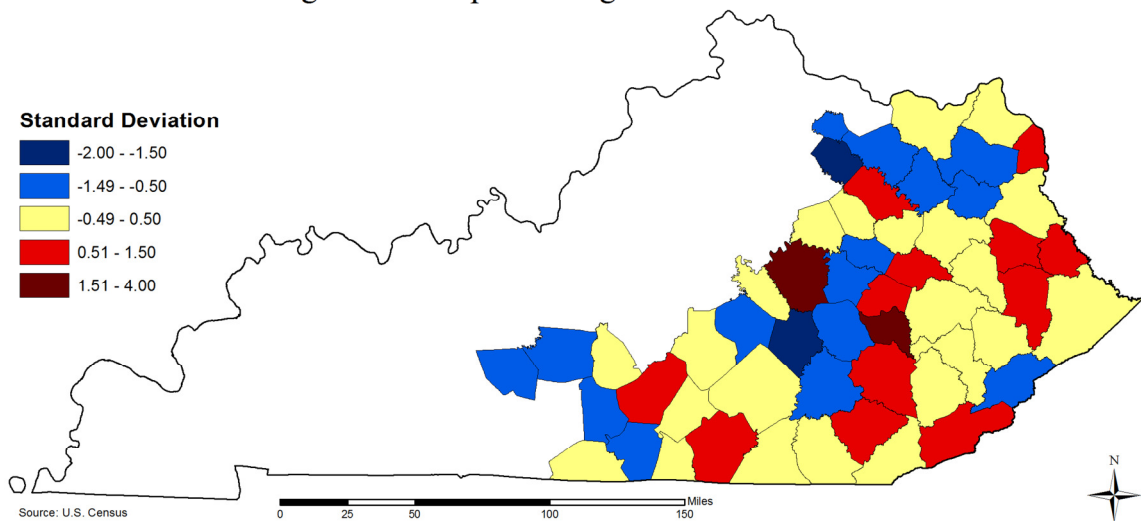 Standard Deviation
-2.00 - -1.50
-1.49 - -0.50
-0.49 - 0.50
0.51 - 1.50
1.51 - 4.00
N
Miles
0 25 50 100 150
Source: U.S. Census